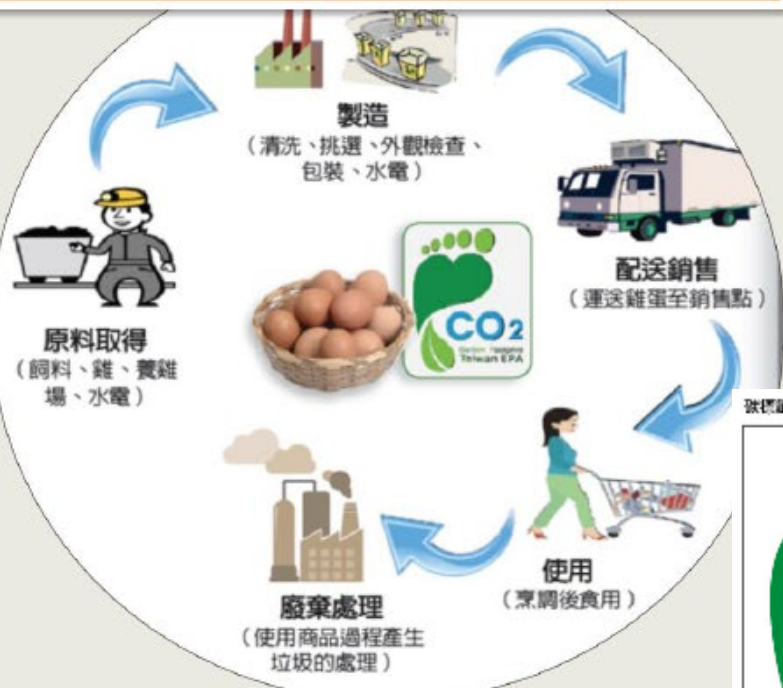 製造
（清洗、挑選、外觀檢查、
包裝、水電）
配送銷售
（運送雞蛋至銷售點）
原料取得
（飼料、雞、養雞
場、水電）
CO2
Taiwan EPA
使用
（烹調後食用）
廢棄處理
（使用商品過程產生
垃圾的處理）